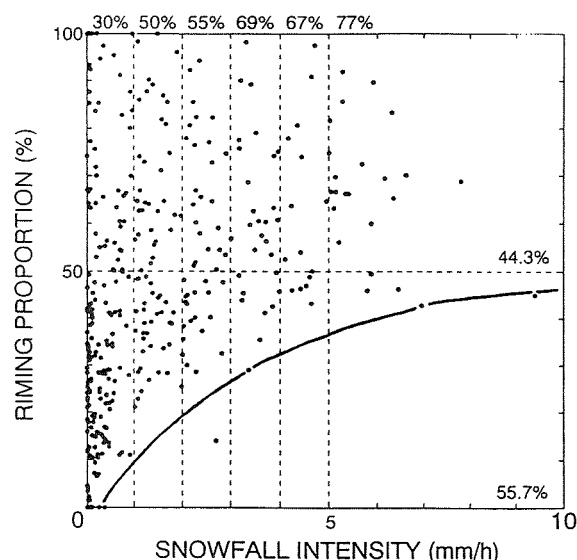 30% 50% 55% 69% 67% 77%
100
RIMING PROPORTION (%)
44.3%
50
55.7%
0 5 10
SNOWFALL INTENSITY (mm/h)